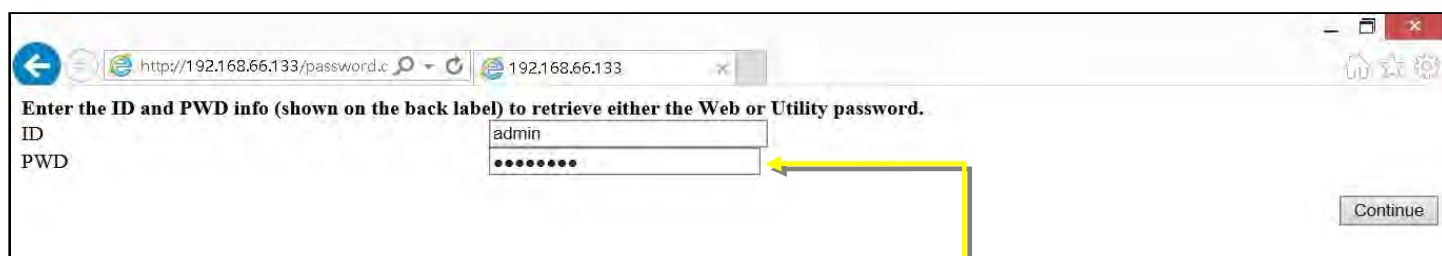 http://192.168.66.133/password.c
192.168.66.133
Enter the ID and PWD info (shown on the back label) to retrieve either the Web or Utility password.
ID admin
PWD ••••••••
Continue